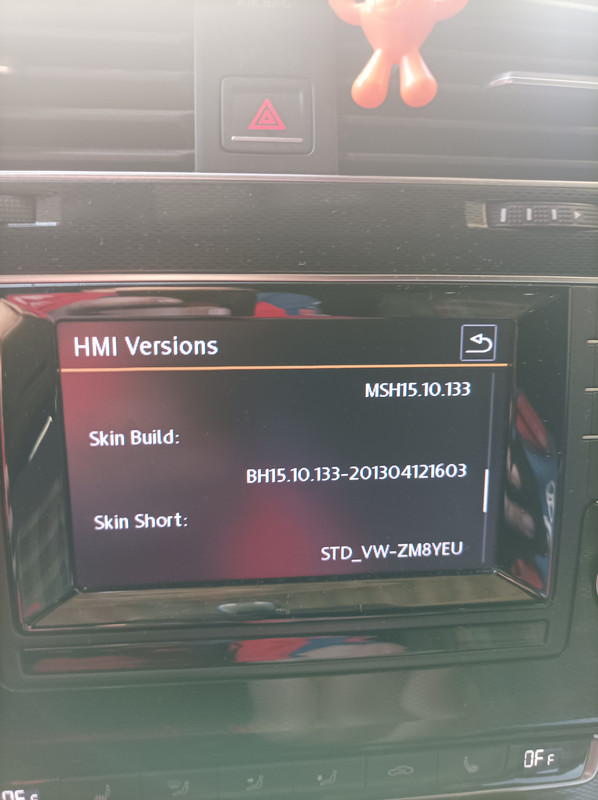 HMI Versions
MSH15.10.133
Skin Build:
BH15.10.133-201304121603
Skin Short:
STD_VW-ZM8YEU
OFF